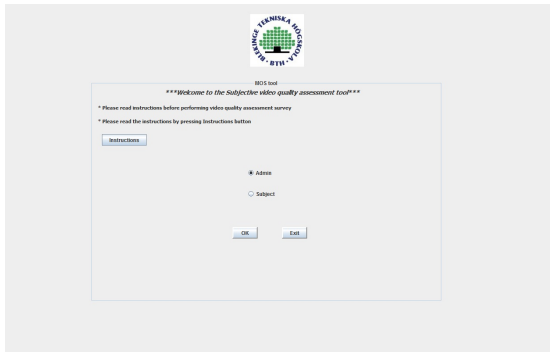 BLEKINGE TEKNISKA HÖGSKOLA
· BTH ·
MOS tool
***Welcome to the Subjective video quality assessment tool***
* Please read instructions before performing video quality assessment survey
* Please read the instructions by pressing Instructions button
Instructions
Admin
Subject
OK Exit